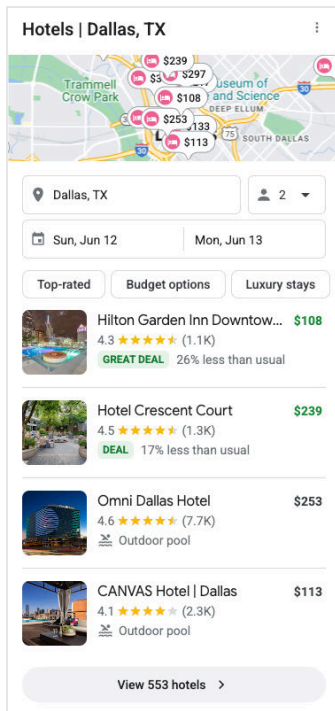 Hotels | Dallas, TX
$239
$297
Trammell
Crow Park
useum of
and Science
$108
DEEP ELLUM
30
$253
133
75
SOUTH DALLAS
$113
30
Dallas, TX
2
Sun, Jun 12
Mon, Jun 13
Top-rated
Budget options
Luxury stays
Hilton Garden Inn Downtow... $108
4.3 ★★★★★ (1.1K)
GREAT DEAL 26% less than usual
Hotel Crescent Court $239
4.5 ★★★★★ (1.3K)
DEAL 17% less than usual
Omni Dallas Hotel $253
4.6 ★★★★★ (7.7K)
Outdoor pool
CANVAS Hotel | Dallas $113
4.1 ★★★★★ (2.3K)
Outdoor pool
View 553 hotels >